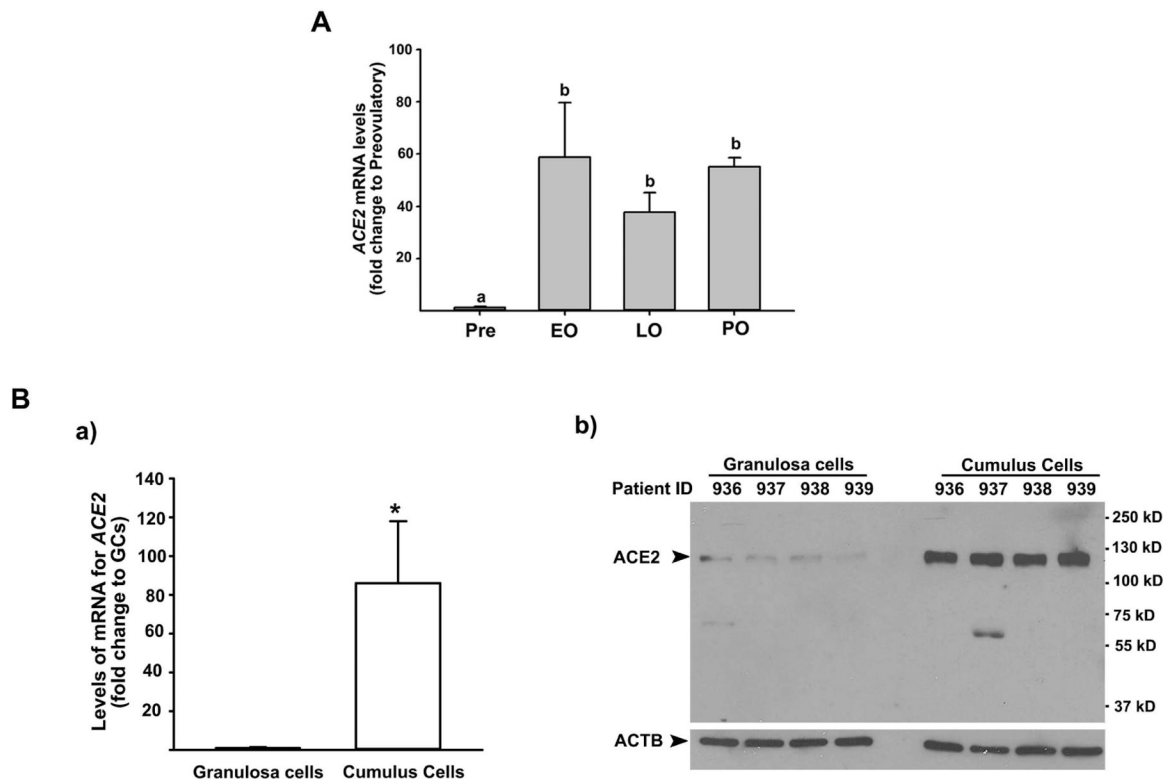 A
ACE2 mRNA levels
(fold change to Preovulatory)
100
80
60
40
20
a
b
b
b
Pre EO LO PO
B
a)
Levels of mRNA for ACE2
(fold change to GCs)
140
120
100
80
60
40
20
*
Granulosa cells Cumulus Cells
b)
Granulosa cells Cumulus Cells
Patient ID 936 937 938 939 936 937 938 939
- 250 kD
ACE2 - 130 kD
- 100 kD
- 75 kD
- 55 kD
- 37 kD
ACTB